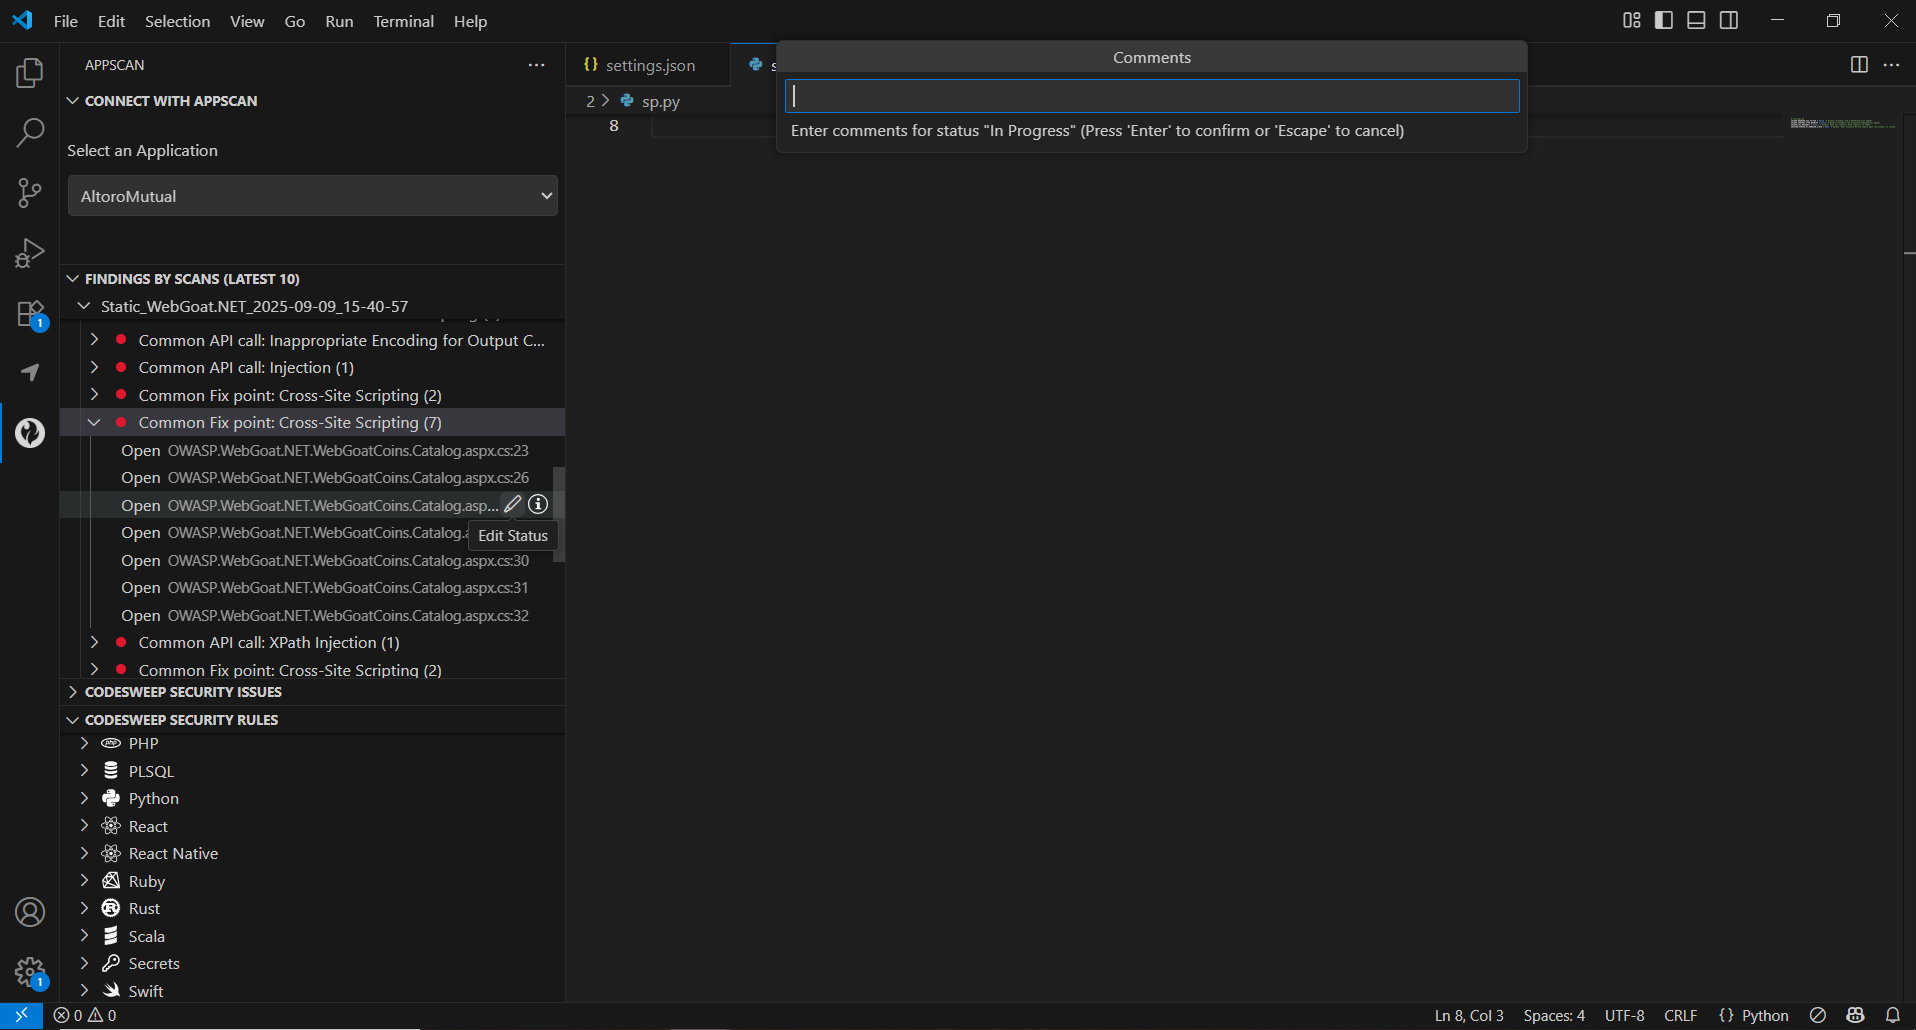 File Edit Selection View Go Run Terminal Help
APPSCAN
CONNECT WITH APPSCAN
Select an Application
AltoroMutual
FINDINGS BY SCANS (LATEST 10)
Static_WebGoat.NET_2025-09-09_15-40-57
Common API call: Inappropriate Encoding for Output C...
Common API call: Injection (1)
Common Fix point: Cross-Site Scripting (2)
Common Fix point: Cross-Site Scripting (7)
Open OWASP.WebGoat.NET.WebGoatCoins.Catalog.aspx.cs:23
Open OWASP.WebGoat.NET.WebGoatCoins.Catalog.aspx.cs:26
Open OWASP.WebGoat.NET.WebGoatCoins.Catalog.asp...
Open OWASP.WebGoat.NET.WebGoatCoins.Catalog.
Edit Status
Open OWASP.WebGoat.NET.WebGoatCoins.Catalog.aspx.cs:30
Open OWASP.WebGoat.NET.WebGoatCoins.Catalog.aspx.cs:31
Open OWASP.WebGoat.NET.WebGoatCoins.Catalog.aspx.cs:32
Common API call: XPath Injection (1)
Common Fix point: Cross-Site Scripting (2)
CODESWEEP SECURITY ISSUES
CODESWEEP SECURITY RULES
php PHP
PLSQL
Python
React
React Native
Ruby
Rust
Scala
Secrets
Swift
1
1
{} settings.json
2 > sp.py
8
Comments
Enter comments for status "In Progress" (Press 'Enter' to confirm or 'Escape' to cancel)
0 0
Ln 8, Col 3 Spaces: 4 UTF-8 CRLF {} Python